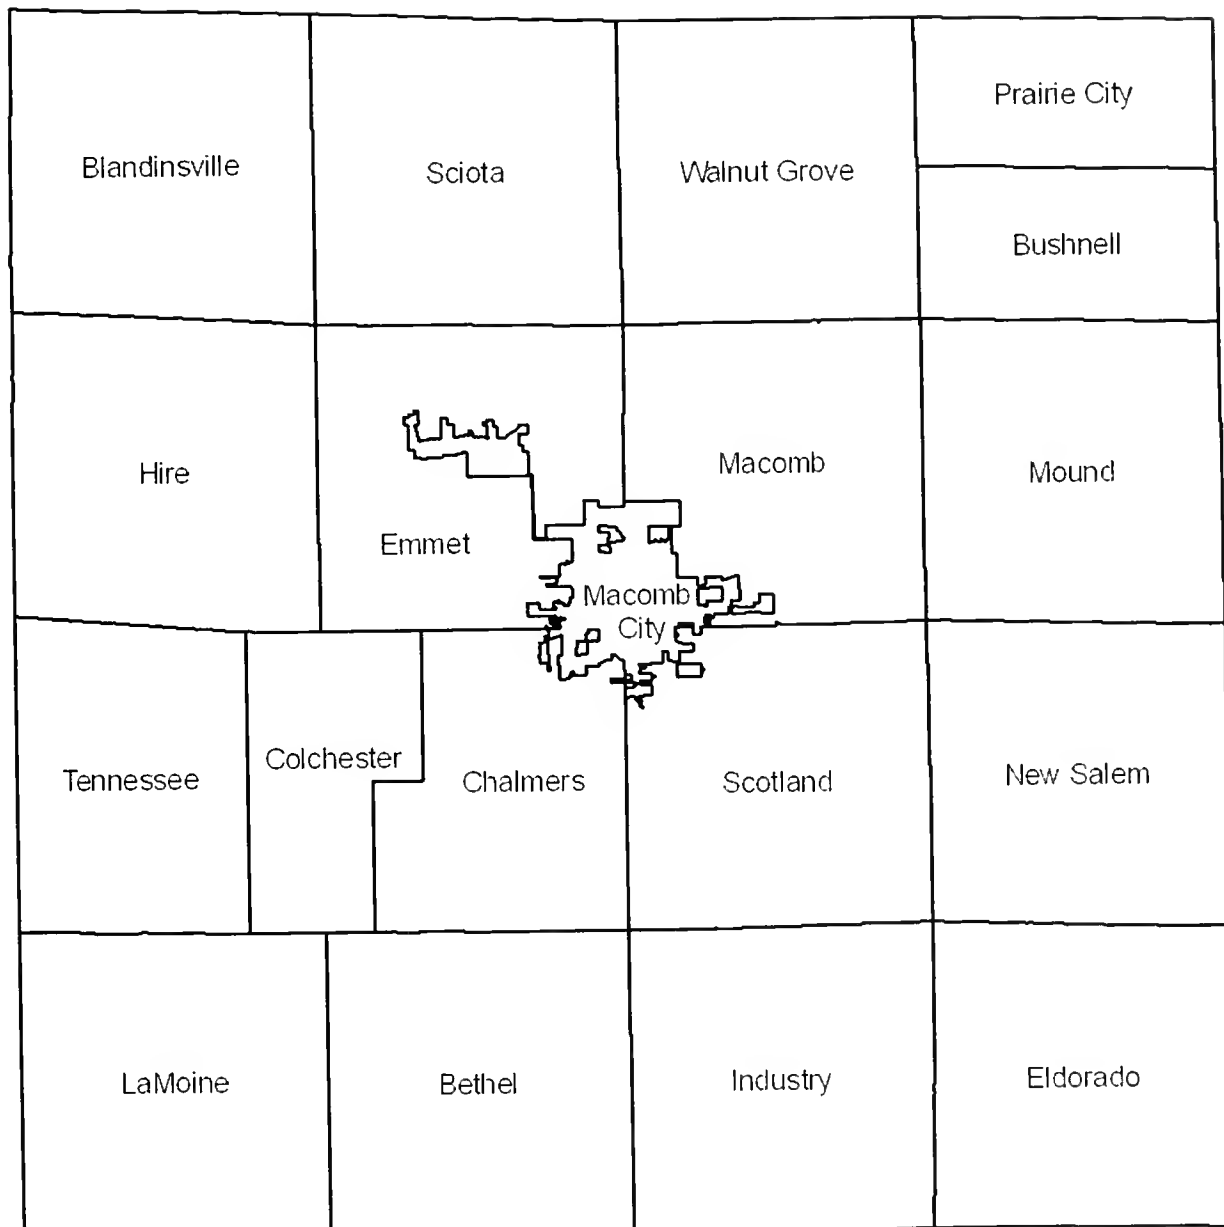 Prairie City
Blandinsville
Sciota
Walnut Grove
Bushnell
Hire
Macomb
Mound
Emmet
Macomb
City
Tennessee
Colchester
Chalmers
Scotland
New Salem
LaMoine
Bethel
Industry
Eldorado